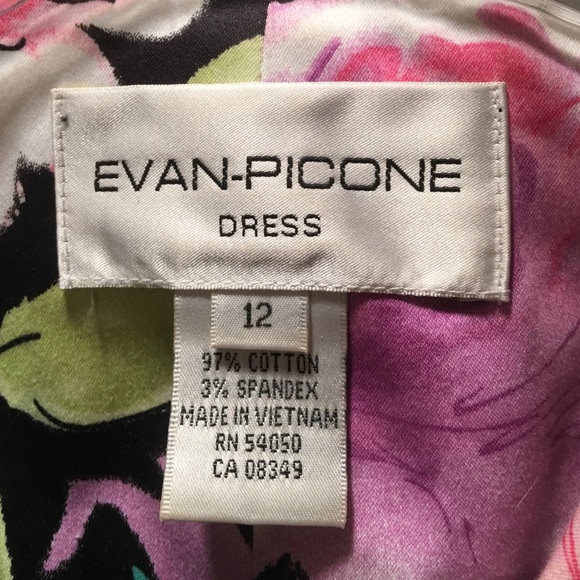 EVAN-PICONE
DRESS
12
97% COTTON
3% SPANDEX
MADE IN VIETNAM
RN 54050
CA 08349